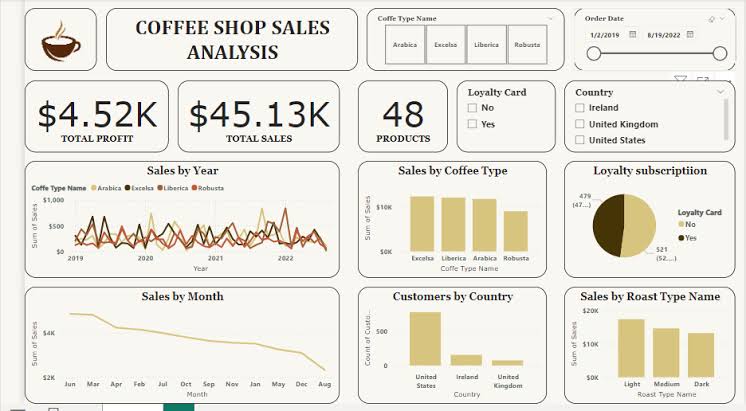 COFFEE SHOP SALES
ANALYSIS
Coffe Type Name
Arabica Excelsa Liberica Robusta
Order Date
1/2/2019 8/19/2022
$4.52K
TOTAL PROFIT
$45.13K
TOTAL SALES
48
PRODUCTS
Loyalty Card
No
Yes
Country
Ireland
United Kingdom
United States
Sales by Year
Coffe Type Name Arabica Excelsa Liberica Robusta
Sum of Sales
$1,000
$500
$0
2019 2020 2021 2022
Year
Sales by Coffee Type
Sum of Sales
$10K
$0K
Excelsa Liberica Arabica Robusta
Coffe Type Name
Loyalty subscriptiion
479
(47....)
521
(52,...)
Loyalty Card
No
Yes
Sales by Month
Sum of Sales
$4K
$2K
Jun Mar Apr Feb Jul Oct Sep Nov Jan May Dec Aug
Month
Customers by Country
Count of Custo...
500
0
United States Ireland United Kingdom
Country
Sales by Roast Type Name
Sum of Sales
$20K
$10K
$0K
Light Medium Dark
Roast Type Name